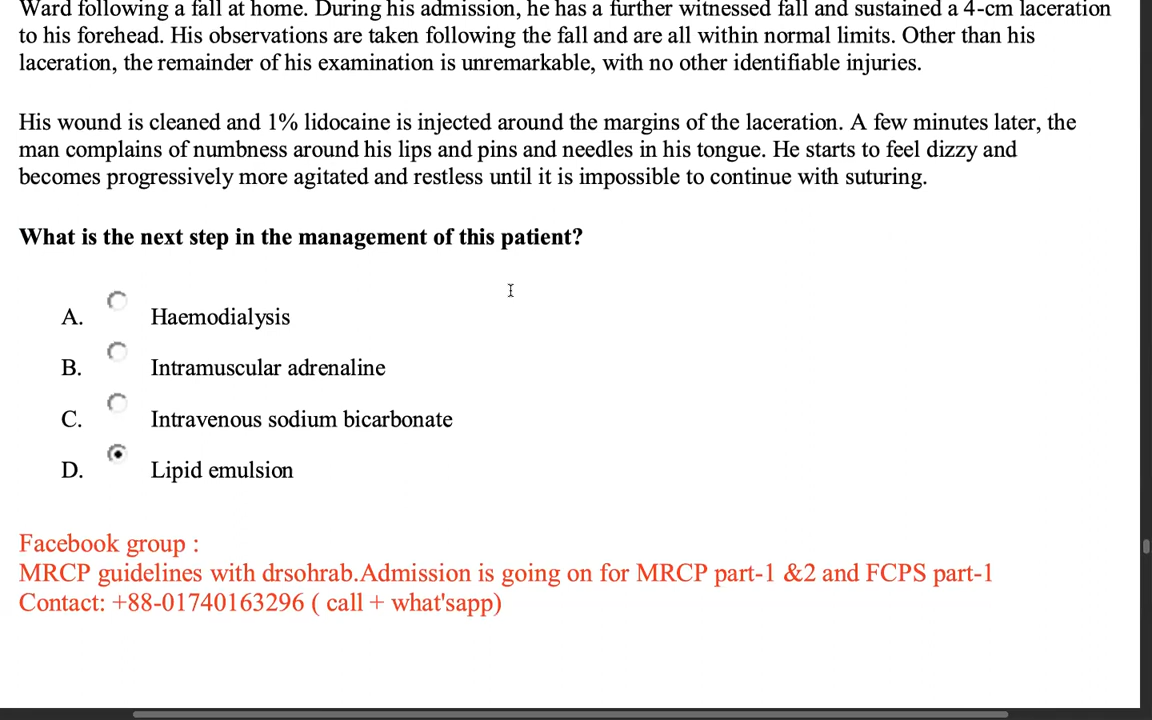 Ward following a fall at home. During his admission, he has a further witnessed fall and sustained a 4-cm laceration
to his forehead. His observations are taken following the fall and are all within normal limits. Other than his
laceration, the remainder of his examination is unremarkable, with no other identifiable injuries.
His wound is cleaned and 1% lidocaine is injected around the margins of the laceration. A few minutes later, the
man complains of numbness around his lips and pins and needles in his tongue. He starts to feel dizzy and
becomes progressively more agitated and restless until it is impossible to continue with suturing.
What is the next step in the management of this patient?
A. Haemodialysis
B. Intramuscular adrenaline
C. Intravenous sodium bicarbonate
D. Lipid emulsion
Facebook group :
MRCP guidelines with drsohrab.Admission is going on for MRCP part-1 &2 and FCPS part-1
Contact: +88-01740163296 ( call + what'sapp)